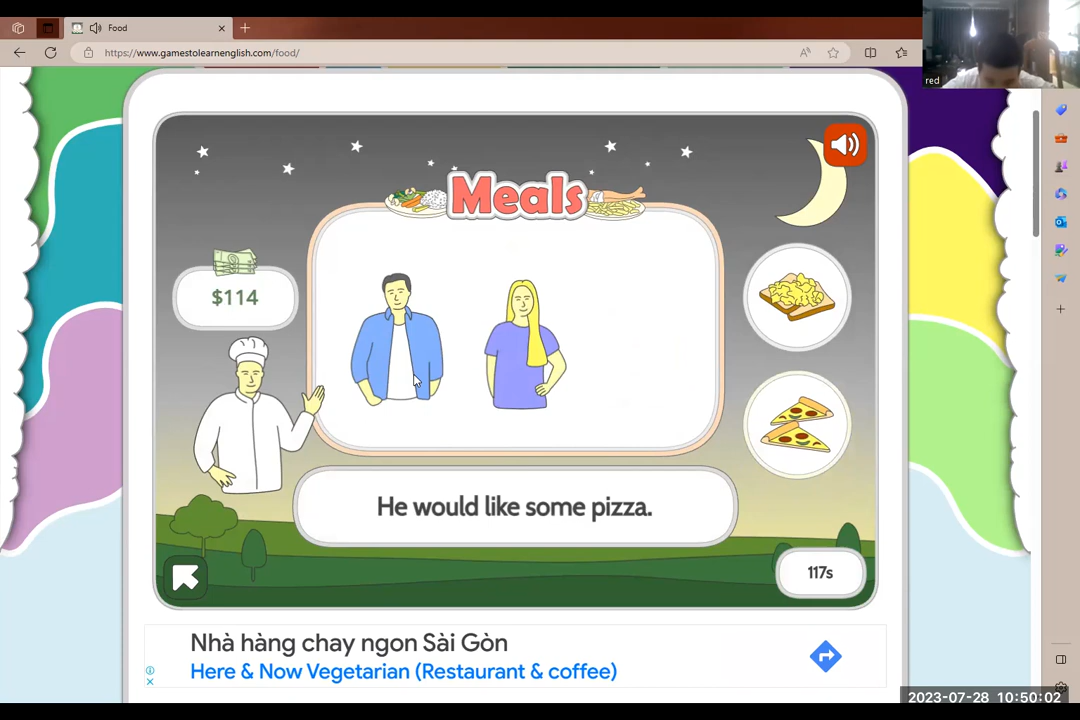 Food
https://www.gamestolearnenglish.com/food/
red
Meals
$114
He would like some pizza.
117s
Nhà hàng chay ngon Sài Gòn
Here & Now Vegetarian (Restaurant & coffee)
2023-07-28 10:50:02